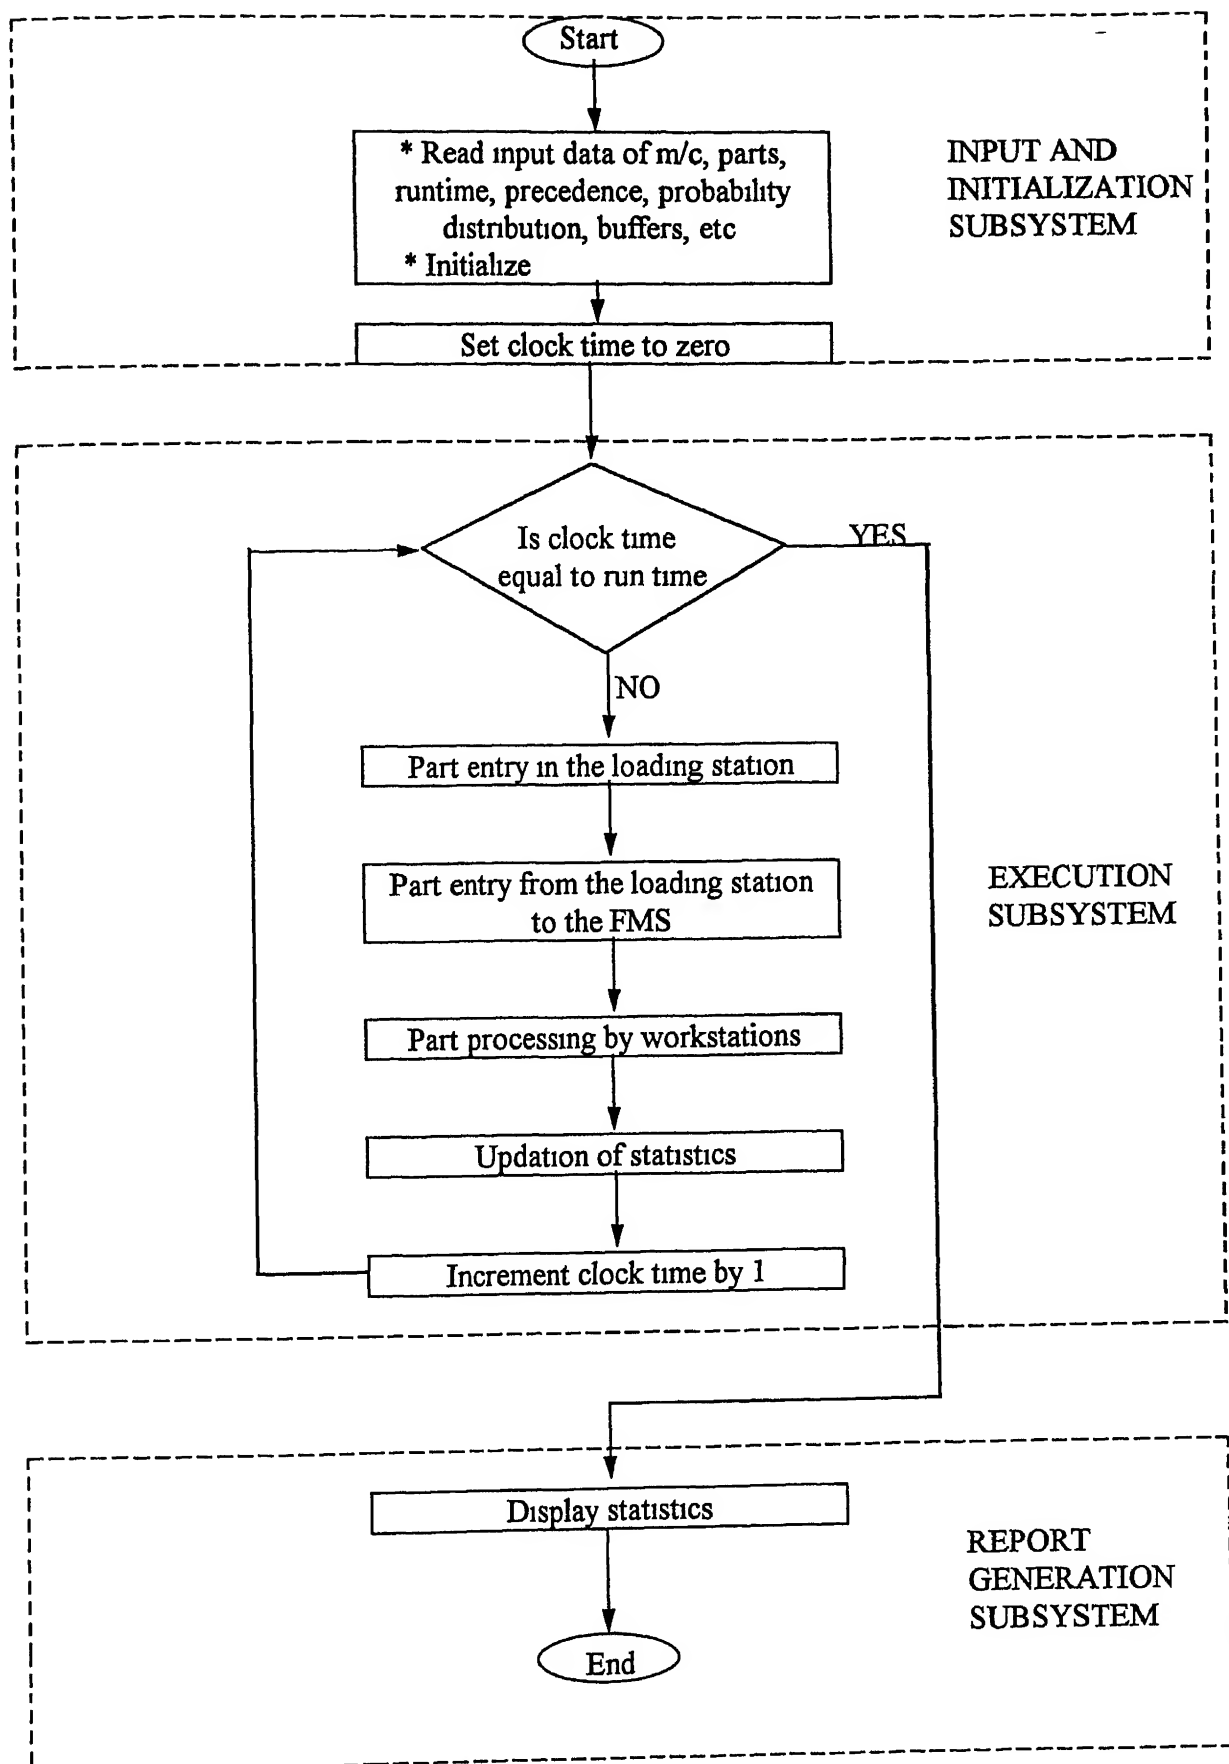 Start
* Read input data of m/c, parts,
runtime, precedence, probability
distribution, buffers, etc
* Initialize
INPUT AND
INITIALIZATION
SUBSYSTEM
Set clock time to zero
Is clock time
equal to run time
YES
NO
Part entry in the loading station
Part entry from the loading station
to the FMS
EXECUTION
SUBSYSTEM
Part processing by workstations
Updation of statistics
Increment clock time by 1
Display statistics
REPORT
GENERATION
SUBSYSTEM
End